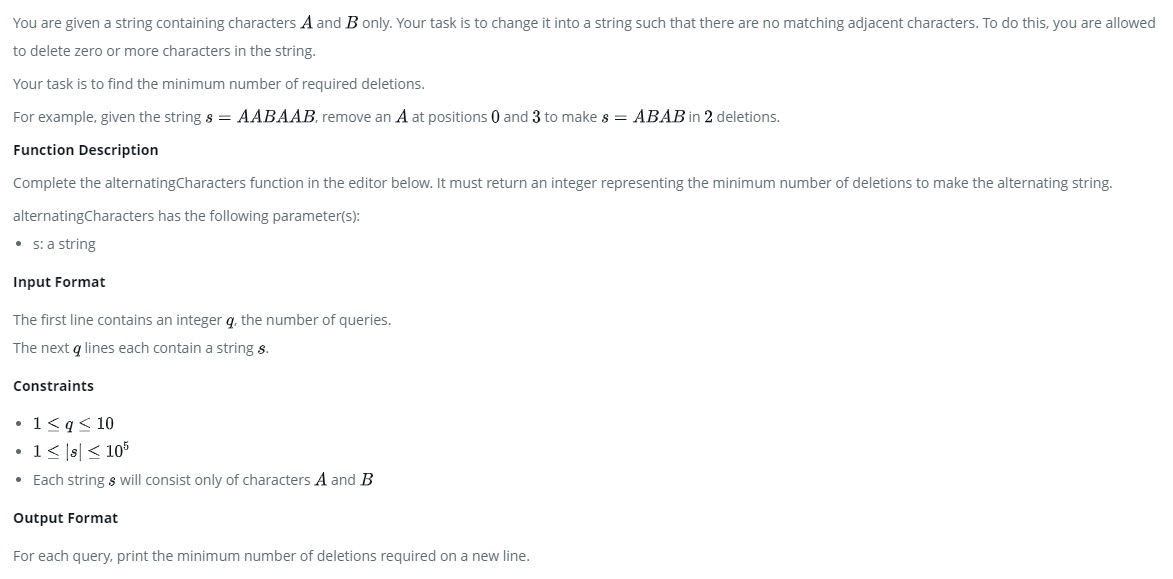 You are given a string containing characters A and B only. Your task is to change it into a string such that there are no matching adjacent characters. To do this, you are allowed
to delete zero or more characters in the string.
Your task is to find the minimum number of required deletions.
For example, given the string s = AABAAB, remove an A at positions 0 and 3 to make s = ABAB in 2 deletions.
Function Description
Complete the alternatingCharacters function in the editor below. It must return an integer representing the minimum number of deletions to make the alternating string.
alternatingCharacters has the following parameter(s):
• s: a string
Input Format
The first line contains an integer q, the number of queries.
The next q lines each contain a string s.
Constraints
• 1 ≤ q ≤ 10
• 1 ≤ |s| ≤ 10⁵
• Each string s will consist only of characters A and B
Output Format
For each query, print the minimum number of deletions required on a new line.